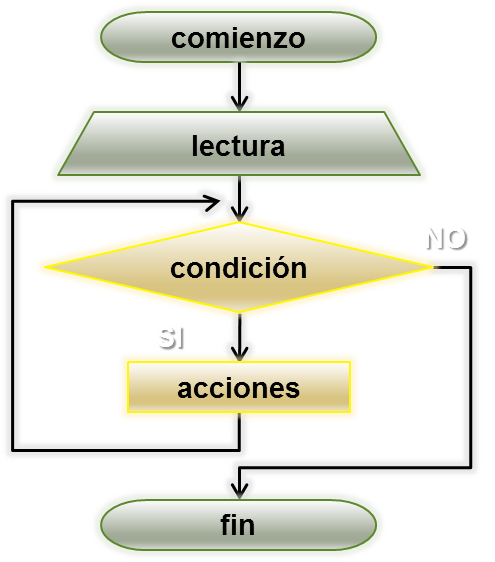 comienzo
lectura
NO
condición
SI
acciones
fin